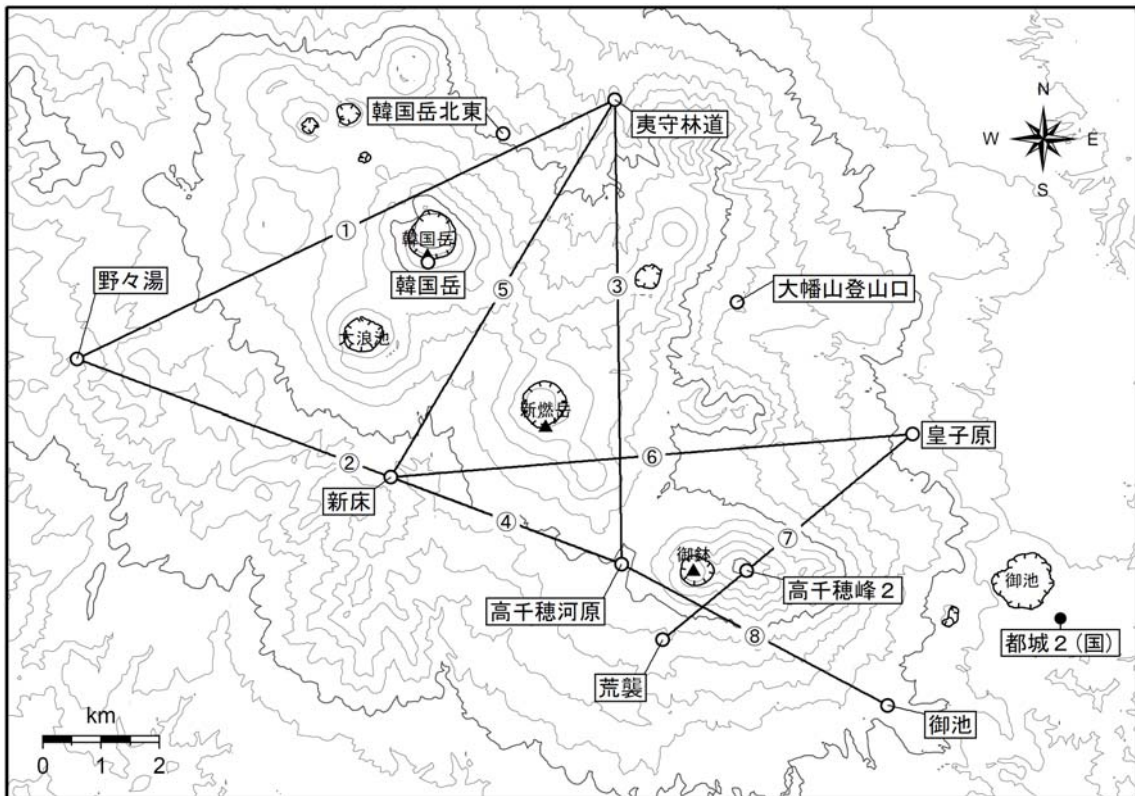 韓国岳北東
夷守林道
N
W
E
S
①
韓国岳
韓国岳
野々湯
⑤
③
大幡山登山口
大浪池
新燃岳
皇子原
②
⑥
新床
④
⑦
御鉢
御池
高千穂峰2
高千穂河原
⑧
都城2(国)
荒襲
御池
km
0 1 2